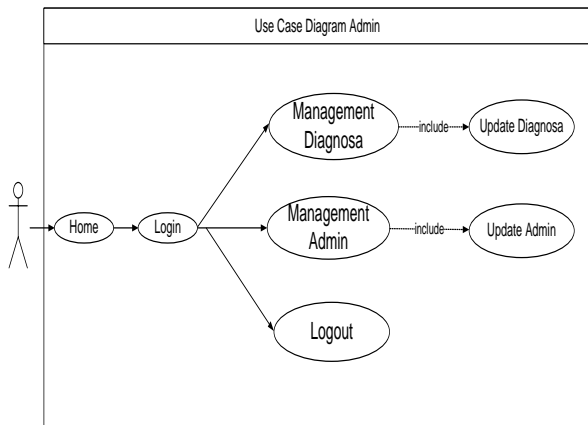 Use Case Diagram Admin
Management
Diagnosa
include
Update Diagnosa
Home
Login
Management
Admin
include
Update Admin
Logout